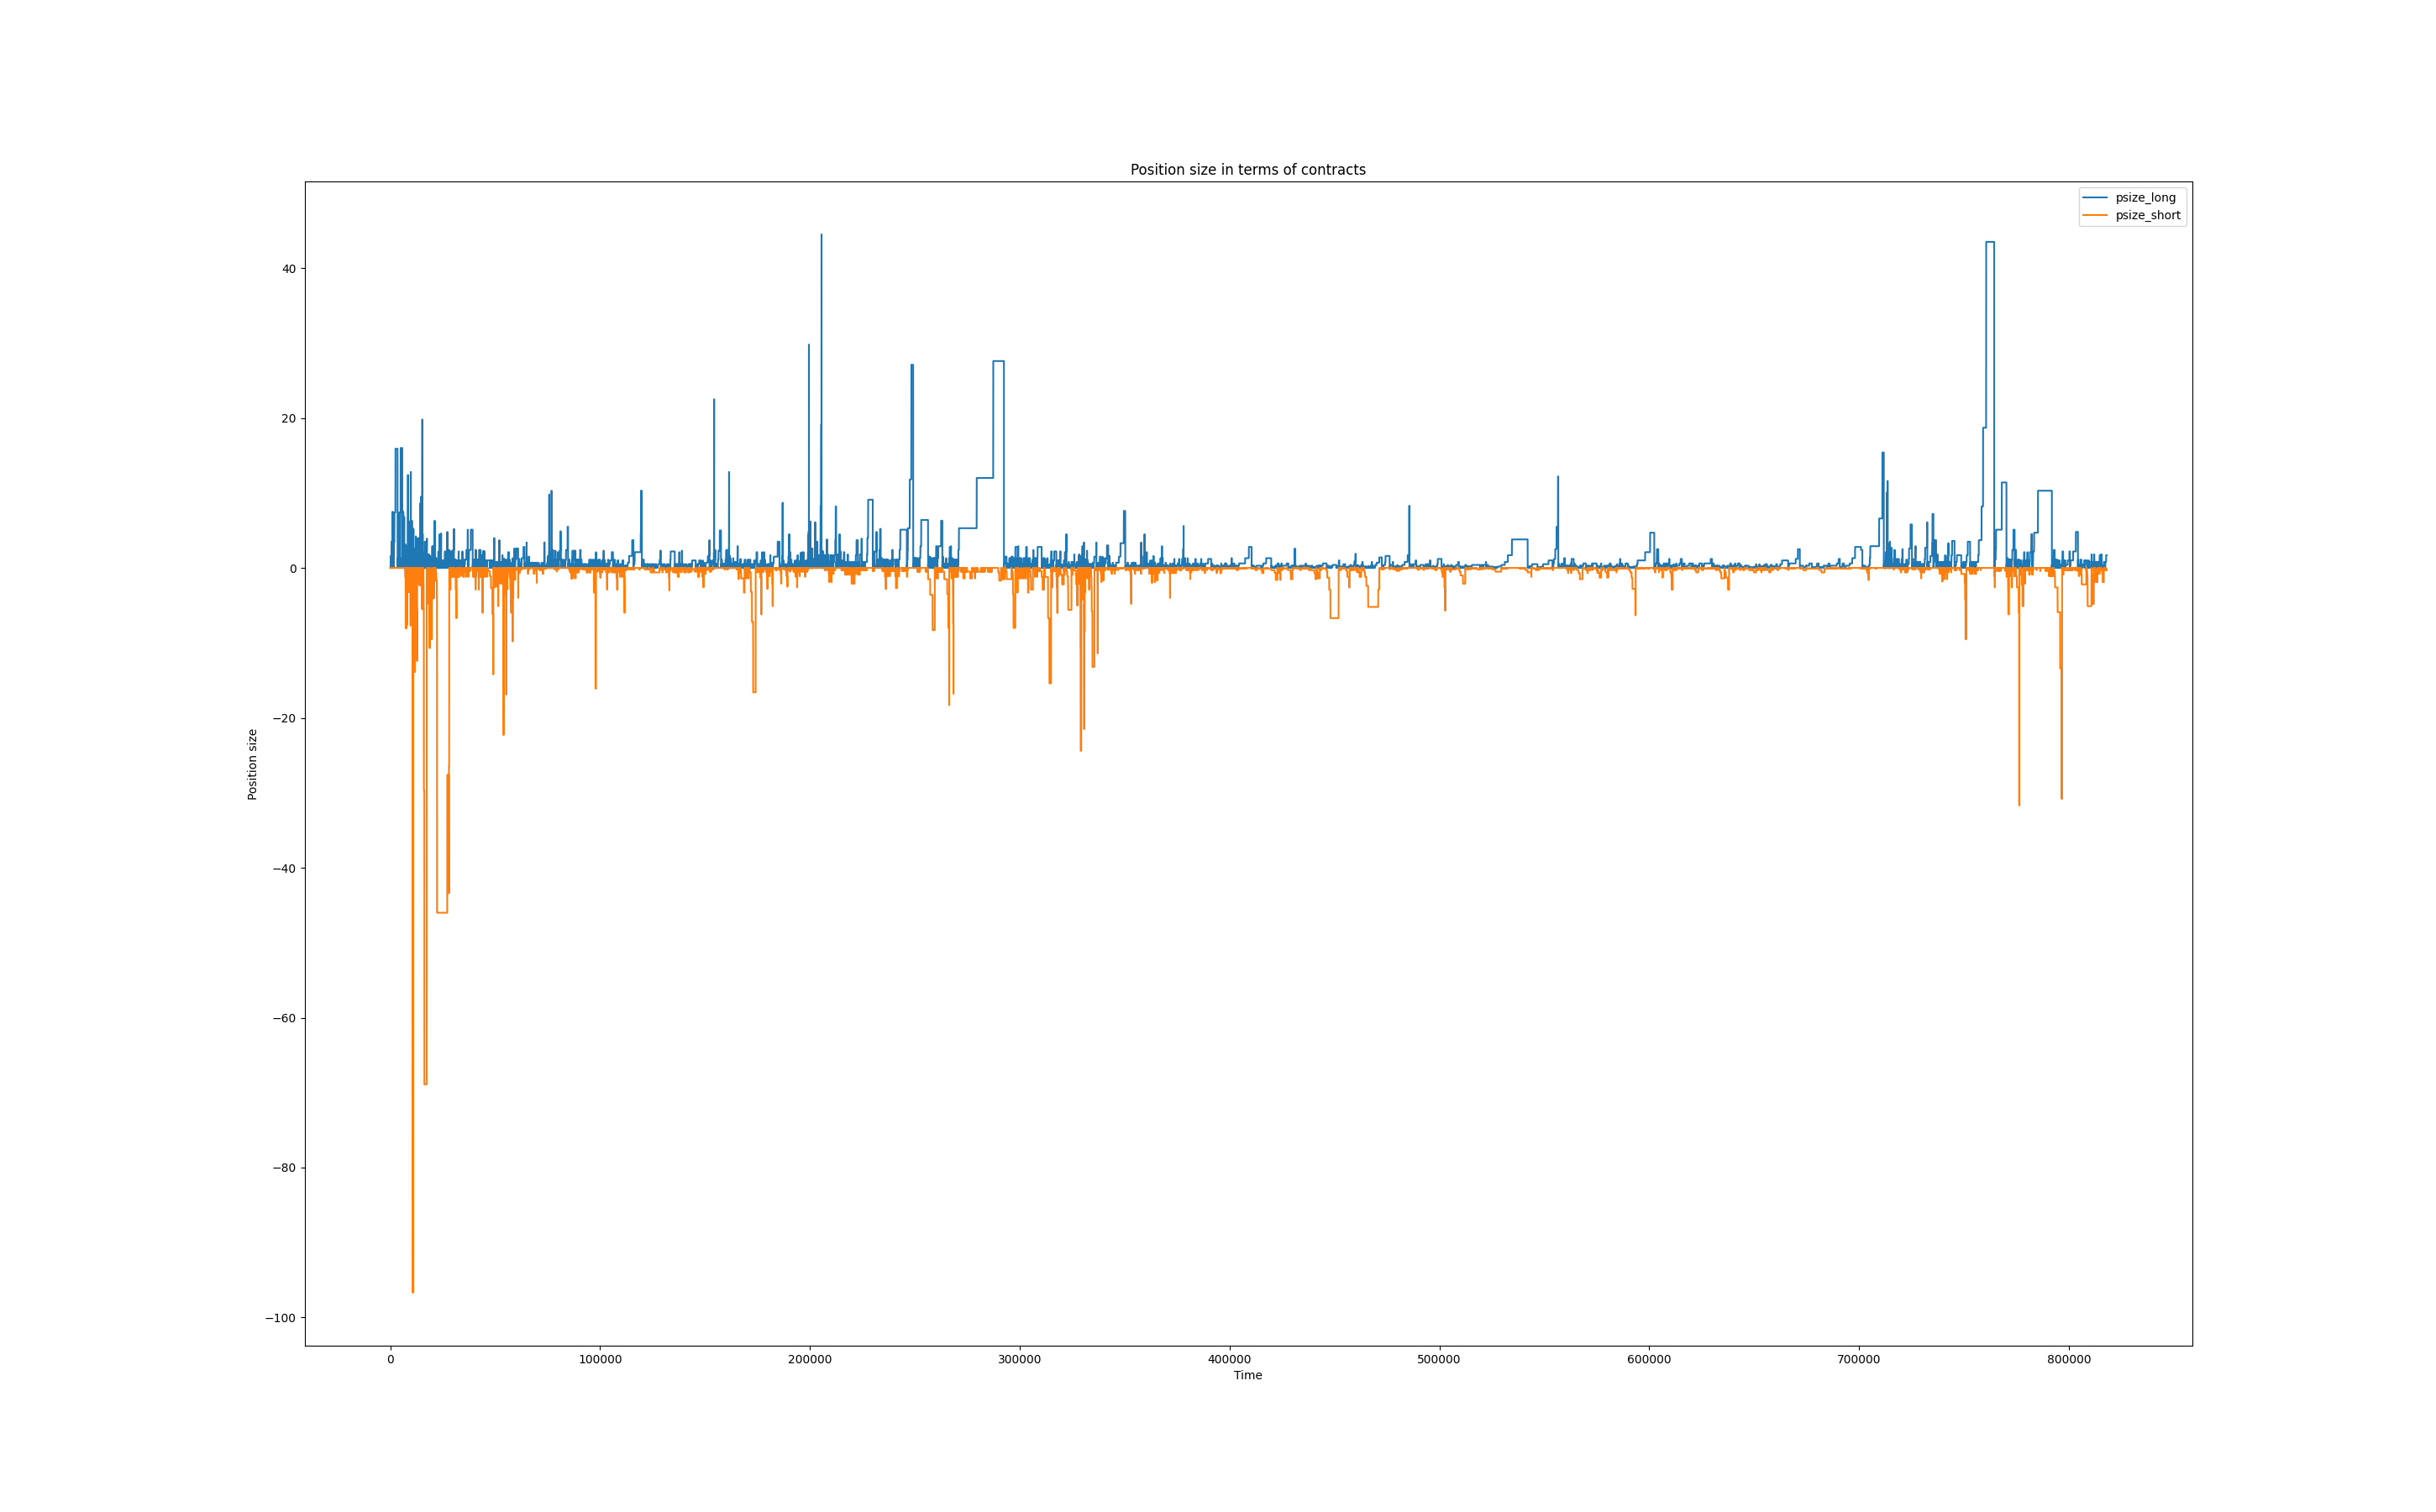 Position size in terms of contracts
psize_long
psize_short
40
20
0
−20
−40
−60
−80
−100
Position size
0 100000 200000 300000 400000 500000 600000 700000 800000
Time